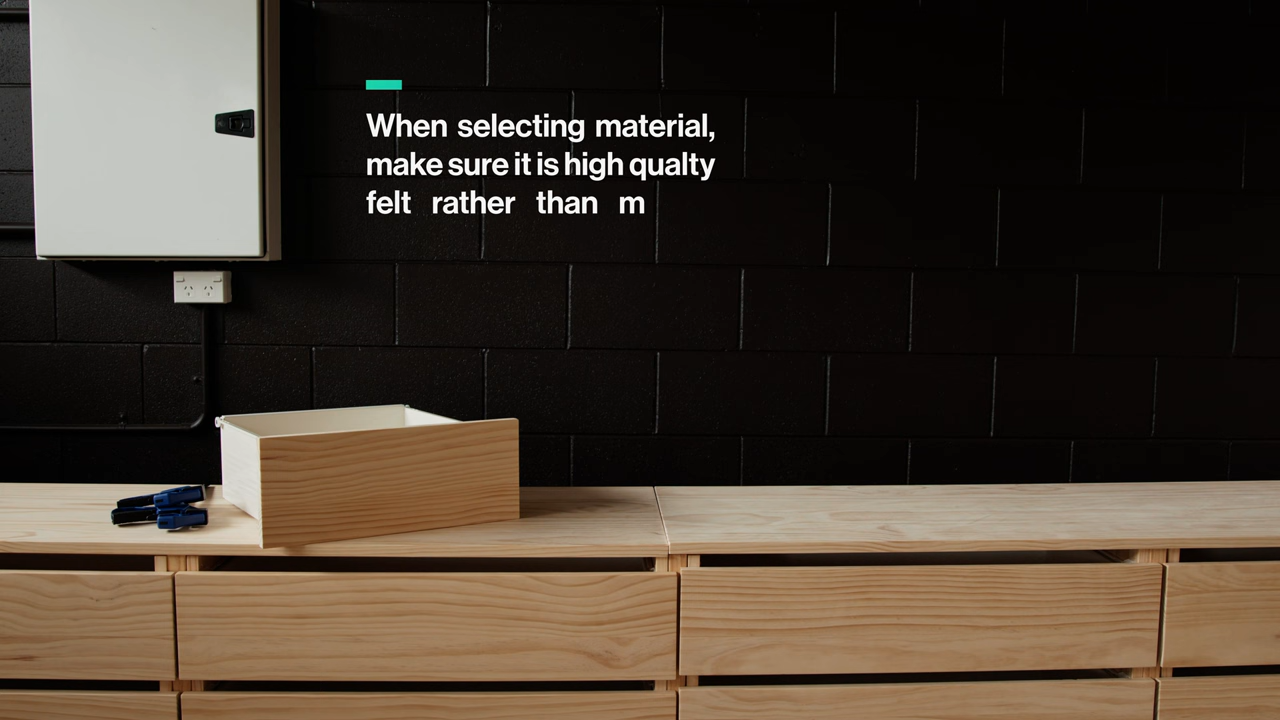 When selecting material,
make sure it is high qualty
felt rather than m